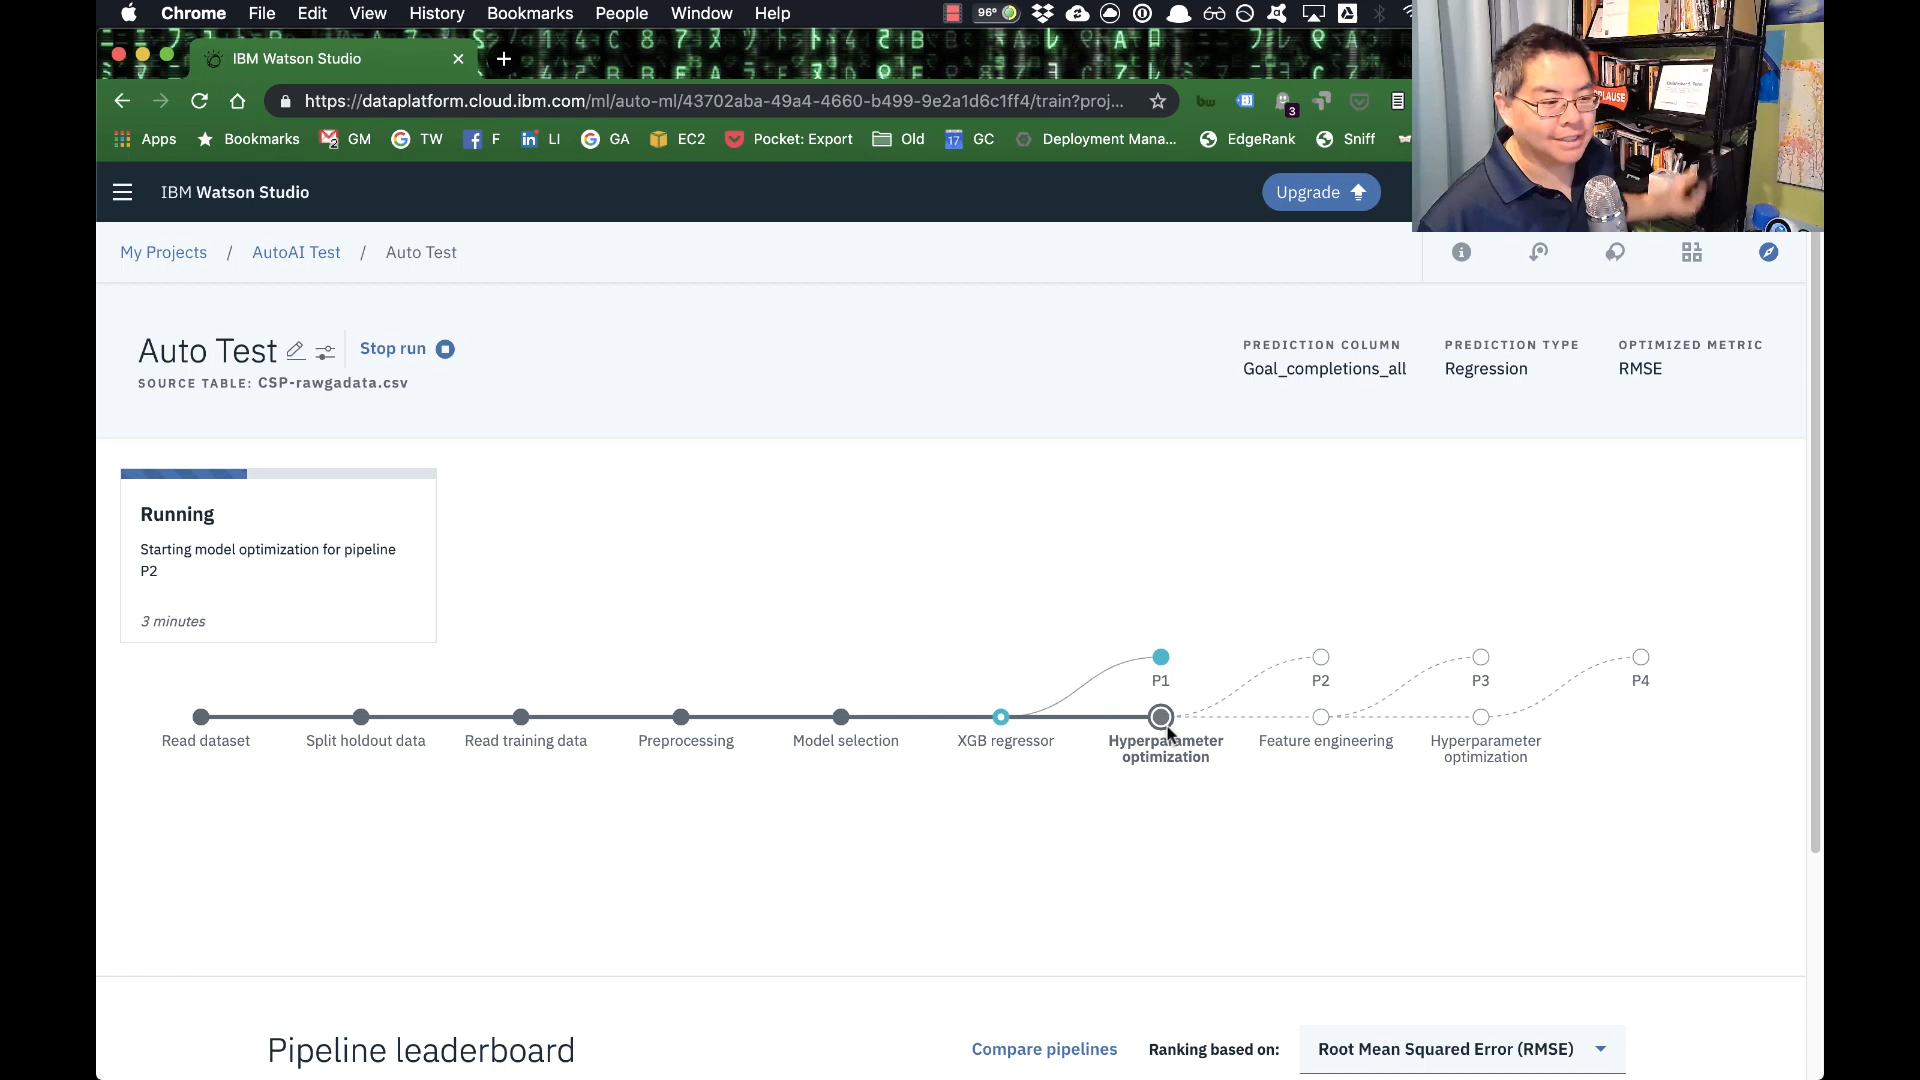 Chrome File Edit View History Bookmarks People Window Help
96°
IBM Watson Studio
https://dataplatform.cloud.ibm.com/ml/auto-ml/43702aba-49a4-4660-b499-9e2a1d6c1ff4/train?proj...
bw
3
Apps Bookmarks 2 GM TW F LI GA EC2 Pocket: Export Old 17 GC Deployment Mana... EdgeRank Sniff
IBM Watson Studio
Upgrade
My Projects / AutoAI Test / Auto Test
Auto Test
Stop run
SOURCE TABLE: CSP-rawgadata.csv
PREDICTION COLUMN
Goal_completions_all
PREDICTION TYPE
Regression
OPTIMIZED METRIC
RMSE
Running
Starting model optimization for pipeline
P2
3 minutes
P1 P2 P3 P4
Read dataset
Split holdout data
Read training data
Preprocessing
Model selection
XGB regressor
Hyperparameter
optimization
Feature engineering
Hyperparameter
optimization
Pipeline leaderboard
Compare pipelines
Ranking based on:
Root Mean Squared Error (RMSE)